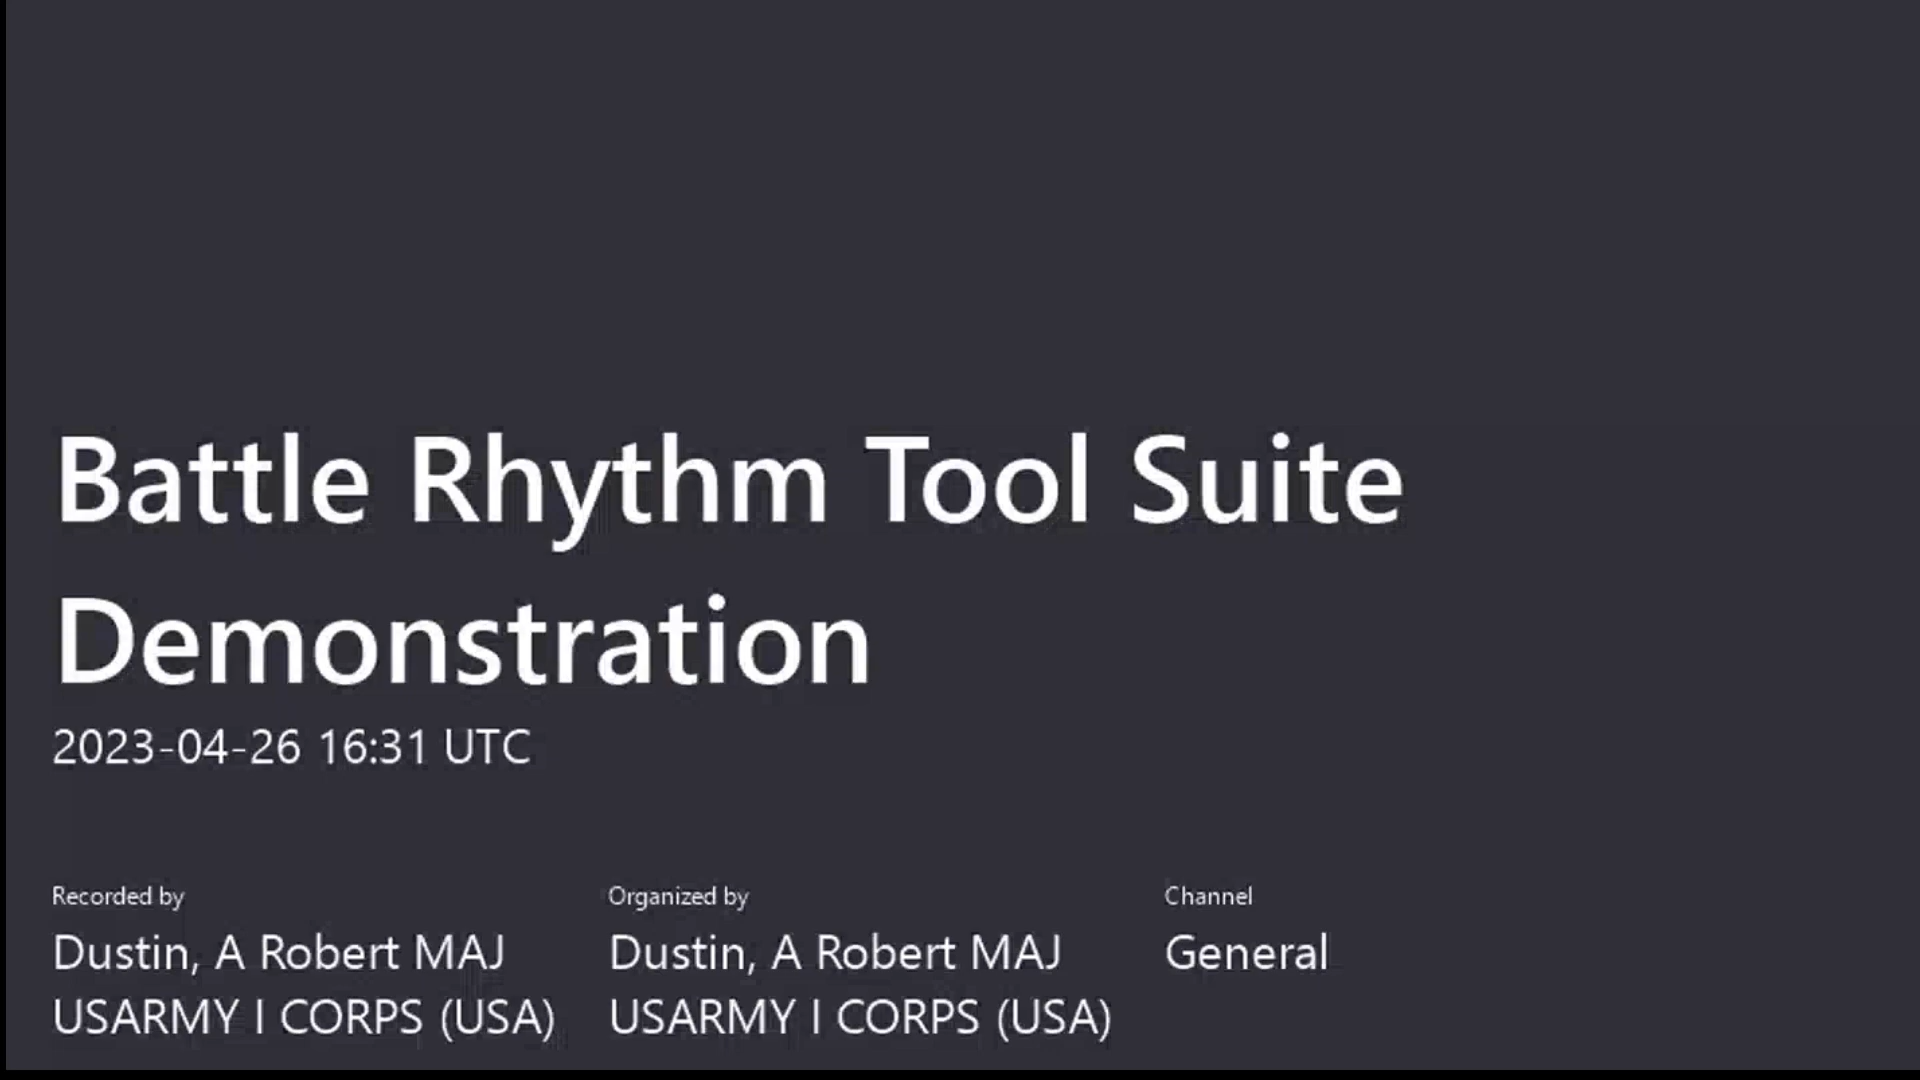 Battle Rhythm Tool Suite
Demonstration
2023-04-26 16:31 UTC
Recorded by
Dustin, A Robert MAJ
USARMY I CORPS (USA)
Organized by
Dustin, A Robert MAJ
USARMY I CORPS (USA)
Channel
General